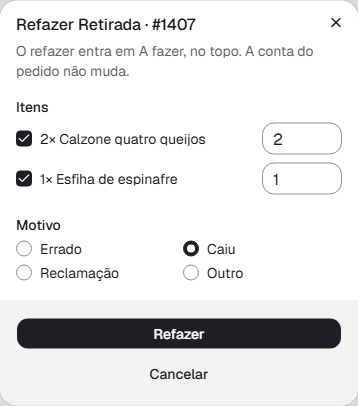 Refazer Retirada · #1407
O refazer entra em A fazer, no topo. A conta do
pedido não muda.
Itens
2× Calzone quatro queijos
2
1× Esfiha de espinafre
1
Motivo
Errado
Caiu
Reclamação
Outro
Refazer
Cancelar